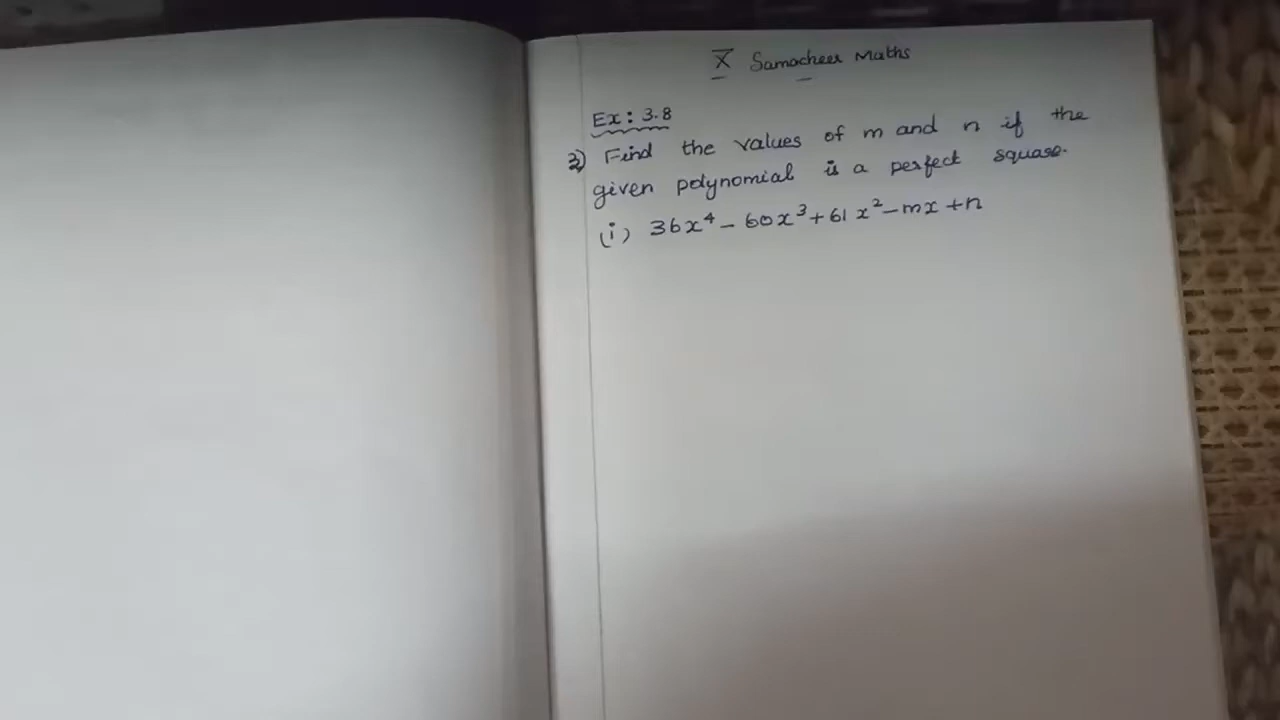 X Samacheer Maths
Ex: 3.8
3) Find the values of m and n if the
given polynomial is a perfect square.
(i) 36x⁴ - 60x³ + 61x² - mx + n